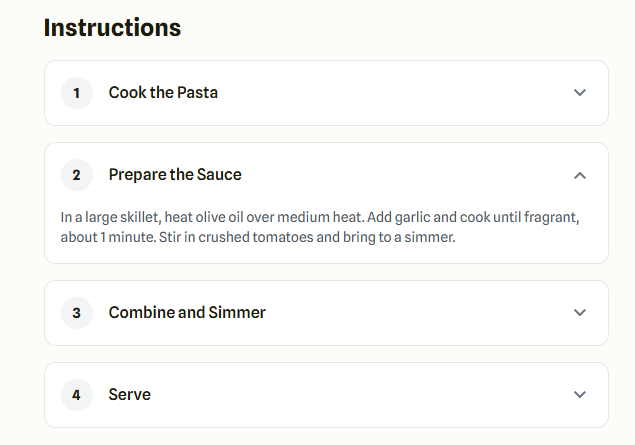 Instructions
1 Cook the Pasta
2 Prepare the Sauce
In a large skillet, heat olive oil over medium heat. Add garlic and cook until fragrant,
about 1 minute. Stir in crushed tomatoes and bring to a simmer.
3 Combine and Simmer
4 Serve